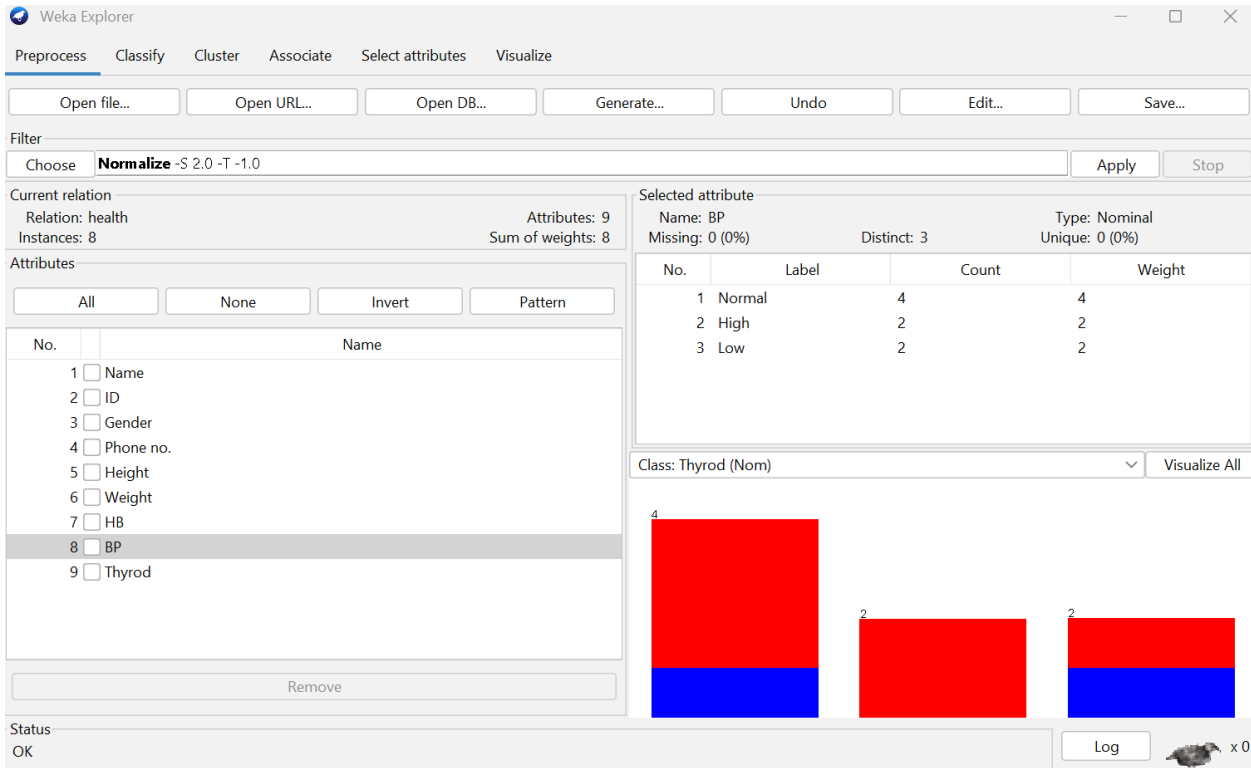 Weka Explorer
Preprocess Classify Cluster Associate Select attributes Visualize
Open file... Open URL... Open DB... Generate... Undo Edit... Save...
Filter
Choose Normalize -S 2.0 -T -1.0 Apply Stop
Current relation
Relation: health Attributes: 9
Instances: 8 Sum of weights: 8
Attributes
All None Invert Pattern
No. Name
1 Name
2 ID
3 Gender
4 Phone no.
5 Height
6 Weight
7 HB
8 BP
9 Thyrod
Remove
Selected attribute
Name: BP Type: Nominal
Missing: 0 (0%) Distinct: 3 Unique: 0 (0%)
No. Label Count Weight
1 Normal 4 4
2 High 2 2
3 Low 2 2
Class: Thyrod (Nom) Visualize All
4 2 2
Status
OK
Log x 0